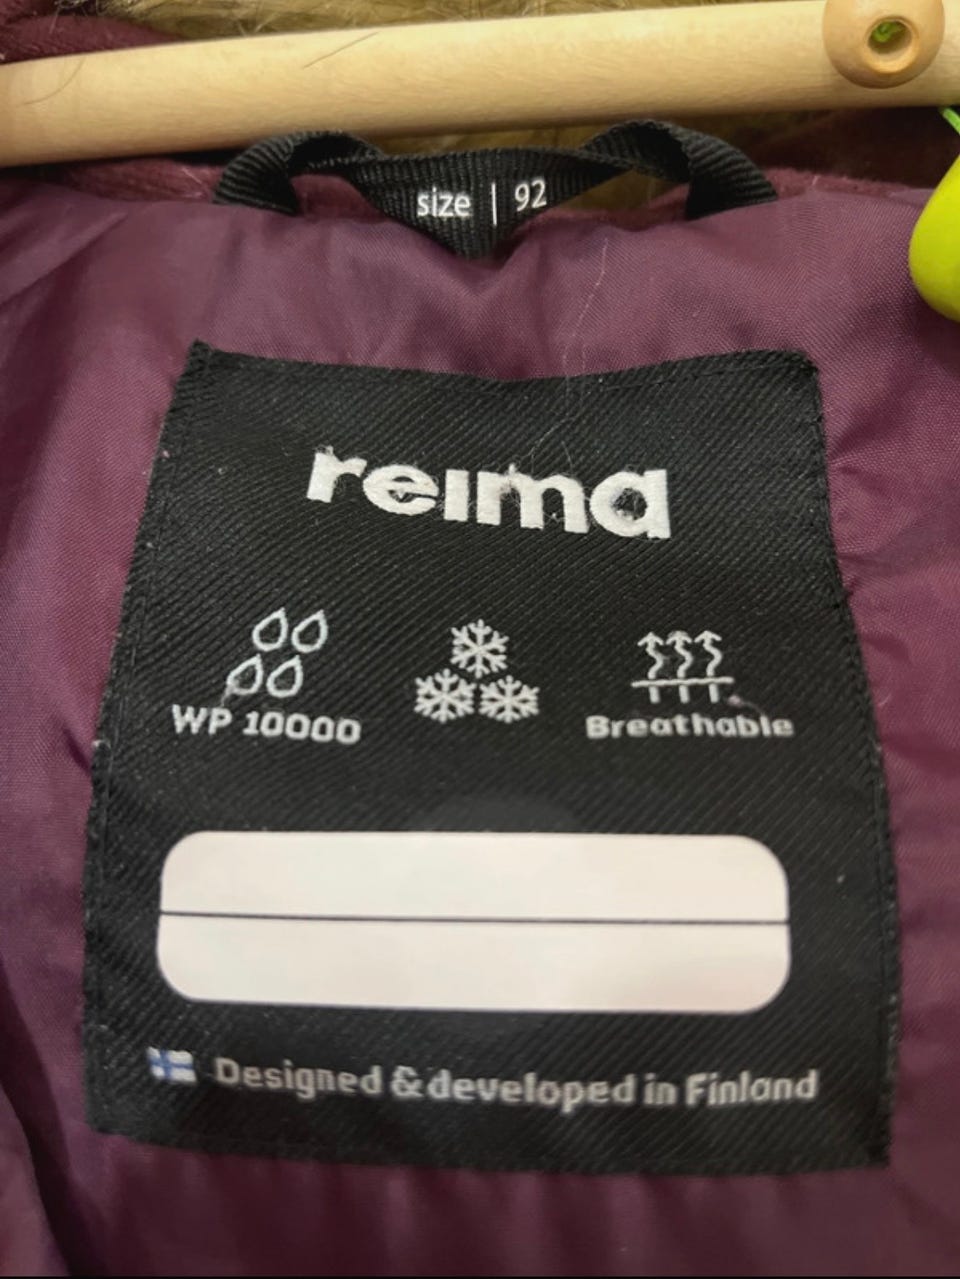 size | 92
reima
WP 10000
Breathable
Designed & developed in Finland